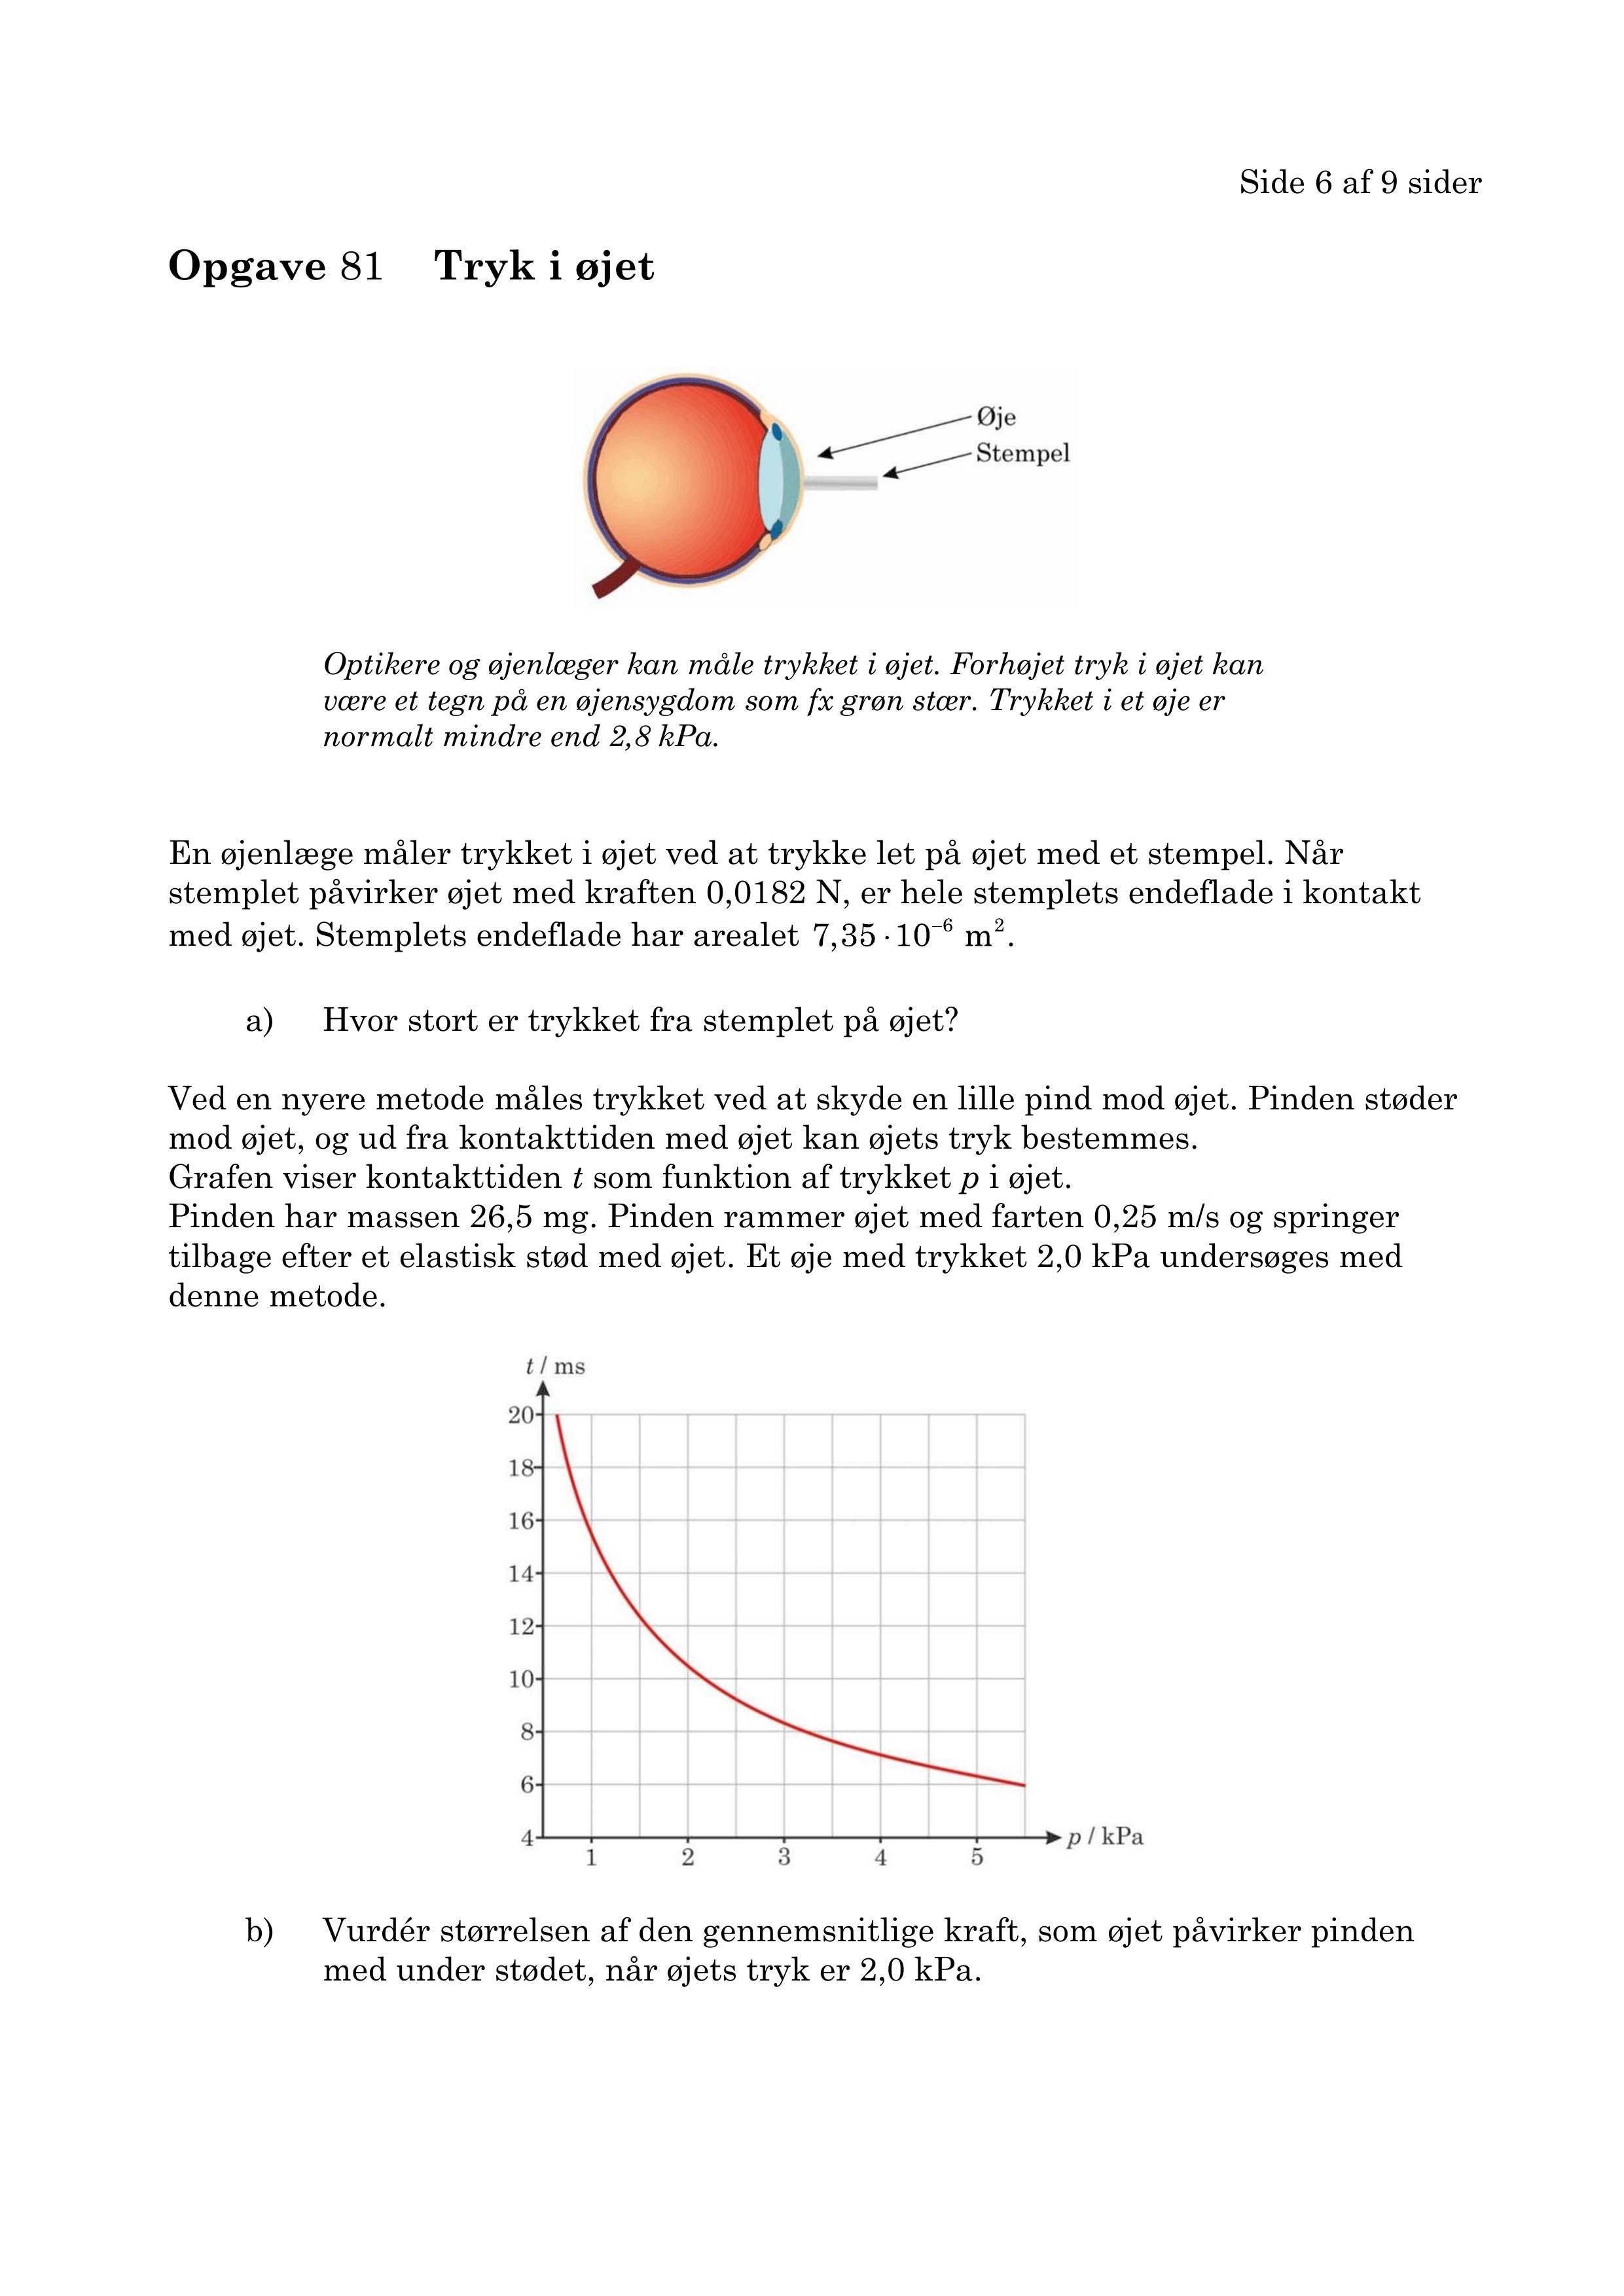 Side 6 af 9 sider
Opgave 81 Tryk i øjet
Øje
Stempel
Optikere og øjenlæger kan måle trykket i øjet. Forhøjet tryk i øjet kan
være et tegn på en øjensygdom som fx grøn stær. Trykket i et øje er
normalt mindre end 2,8 kPa.
En øjenlæge måler trykket i øjet ved at trykke let på øjet med et stempel. Når
stemplet påvirker øjet med kraften 0,0182 N, er hele stemplets endeflade i kontakt
med øjet. Stemplets endeflade har arealet 7,35 · 10⁻⁶ m².
a) Hvor stort er trykket fra stemplet på øjet?
Ved en nyere metode måles trykket ved at skyde en lille pind mod øjet. Pinden støder
mod øjet, og ud fra kontakttiden med øjet kan øjets tryk bestemmes.
Grafen viser kontakttiden t som funktion af trykket p i øjet.
Pinden har massen 26,5 mg. Pinden rammer øjet med farten 0,25 m/s og springer
tilbage efter et elastisk stød med øjet. Et øje med trykket 2,0 kPa undersøges med
denne metode.
t / ms
20
18
16
14
12
10
8
6
4
1 2 3 4 5
p / kPa
b) Vurdér størrelsen af den gennemsnitlige kraft, som øjet påvirker pinden
med under stødet, når øjets tryk er 2,0 kPa.